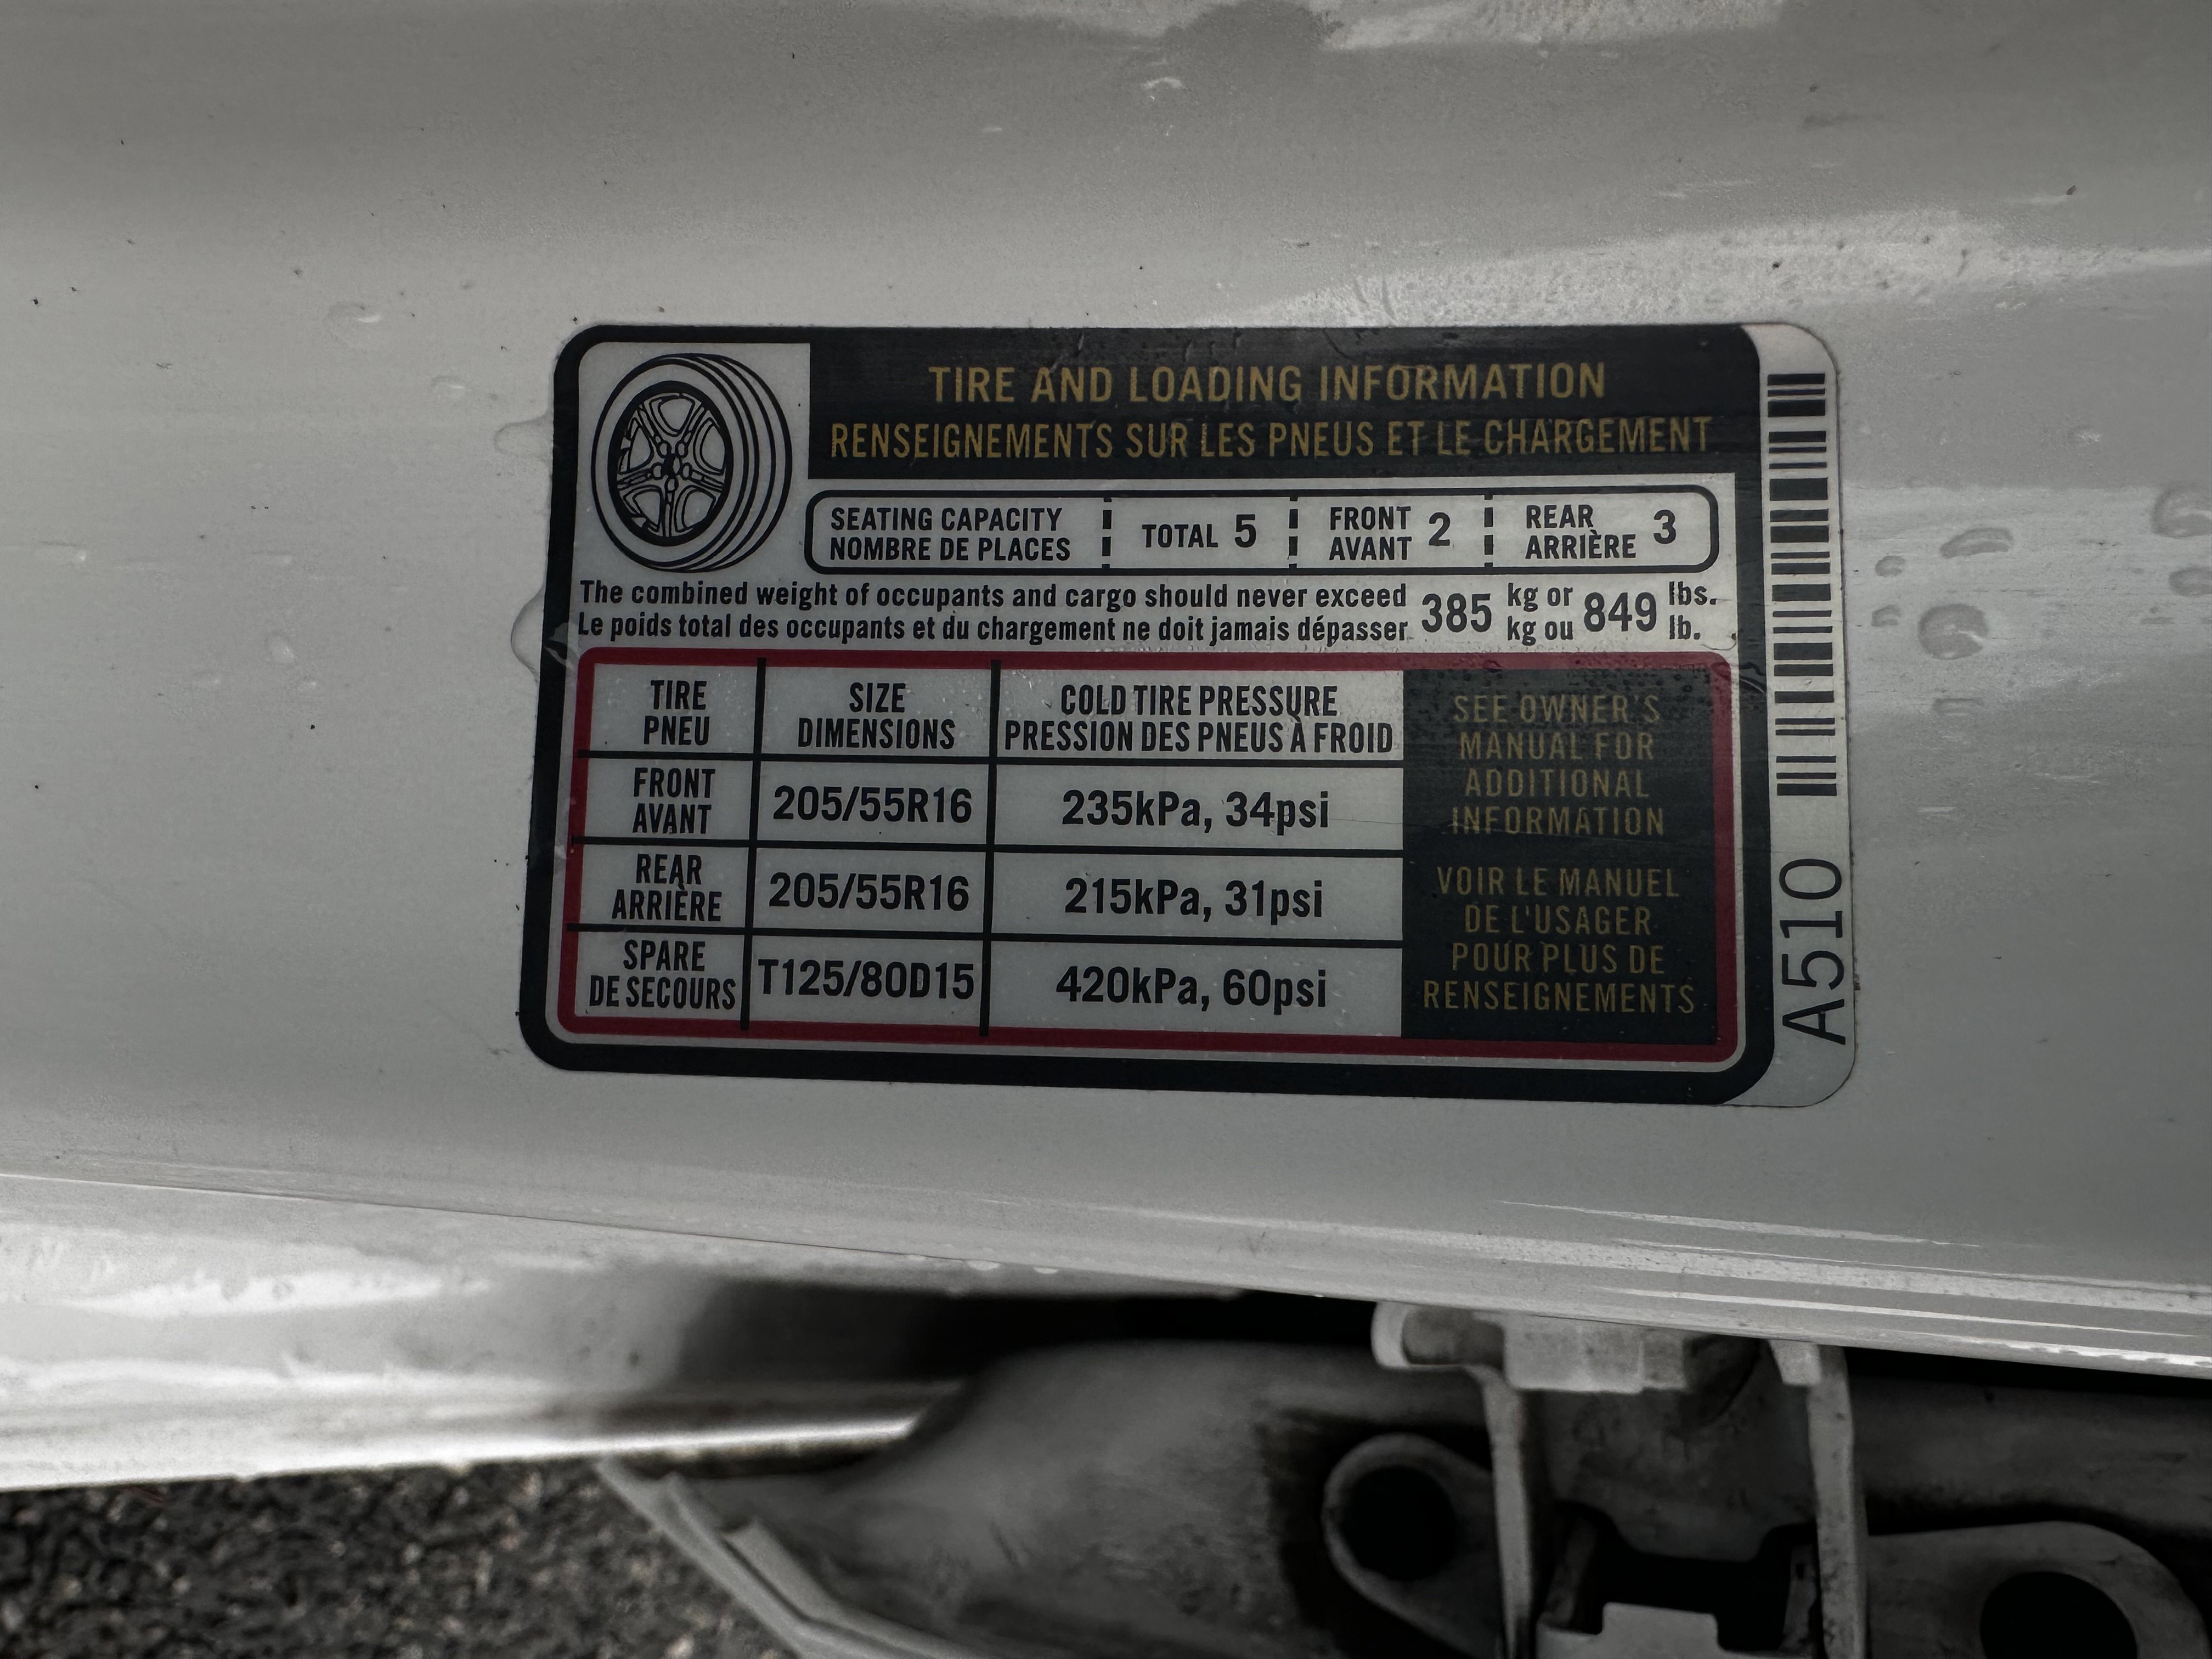 TIRE AND LOADING INFORMATION
RENSEIGNEMENTS SUR LES PNEUS ET LE CHARGEMENT
SEATING CAPACITY
NOMBRE DE PLACES
TOTAL 5
FRONT
AVANT 2
REAR
ARRIÈRE 3
The combined weight of occupants and cargo should never exceed 385 kg or 849 lbs.
Le poids total des occupants et du chargement ne doit jamais dépasser kg ou lb.
TIRE
PNEU
SIZE
DIMENSIONS
COLD TIRE PRESSURE
PRESSION DES PNEUS À FROID
FRONT
AVANT
205/55R16
235kPa, 34psi
REAR
ARRIÈRE
205/55R16
215kPa, 31psi
SPARE
DE SECOURS
T125/80D15
420kPa, 60psi
SEE OWNER'S
MANUAL FOR
ADDITIONAL
INFORMATION
VOIR LE MANUEL
DE L'USAGER
POUR PLUS DE
RENSEIGNEMENTS
A510